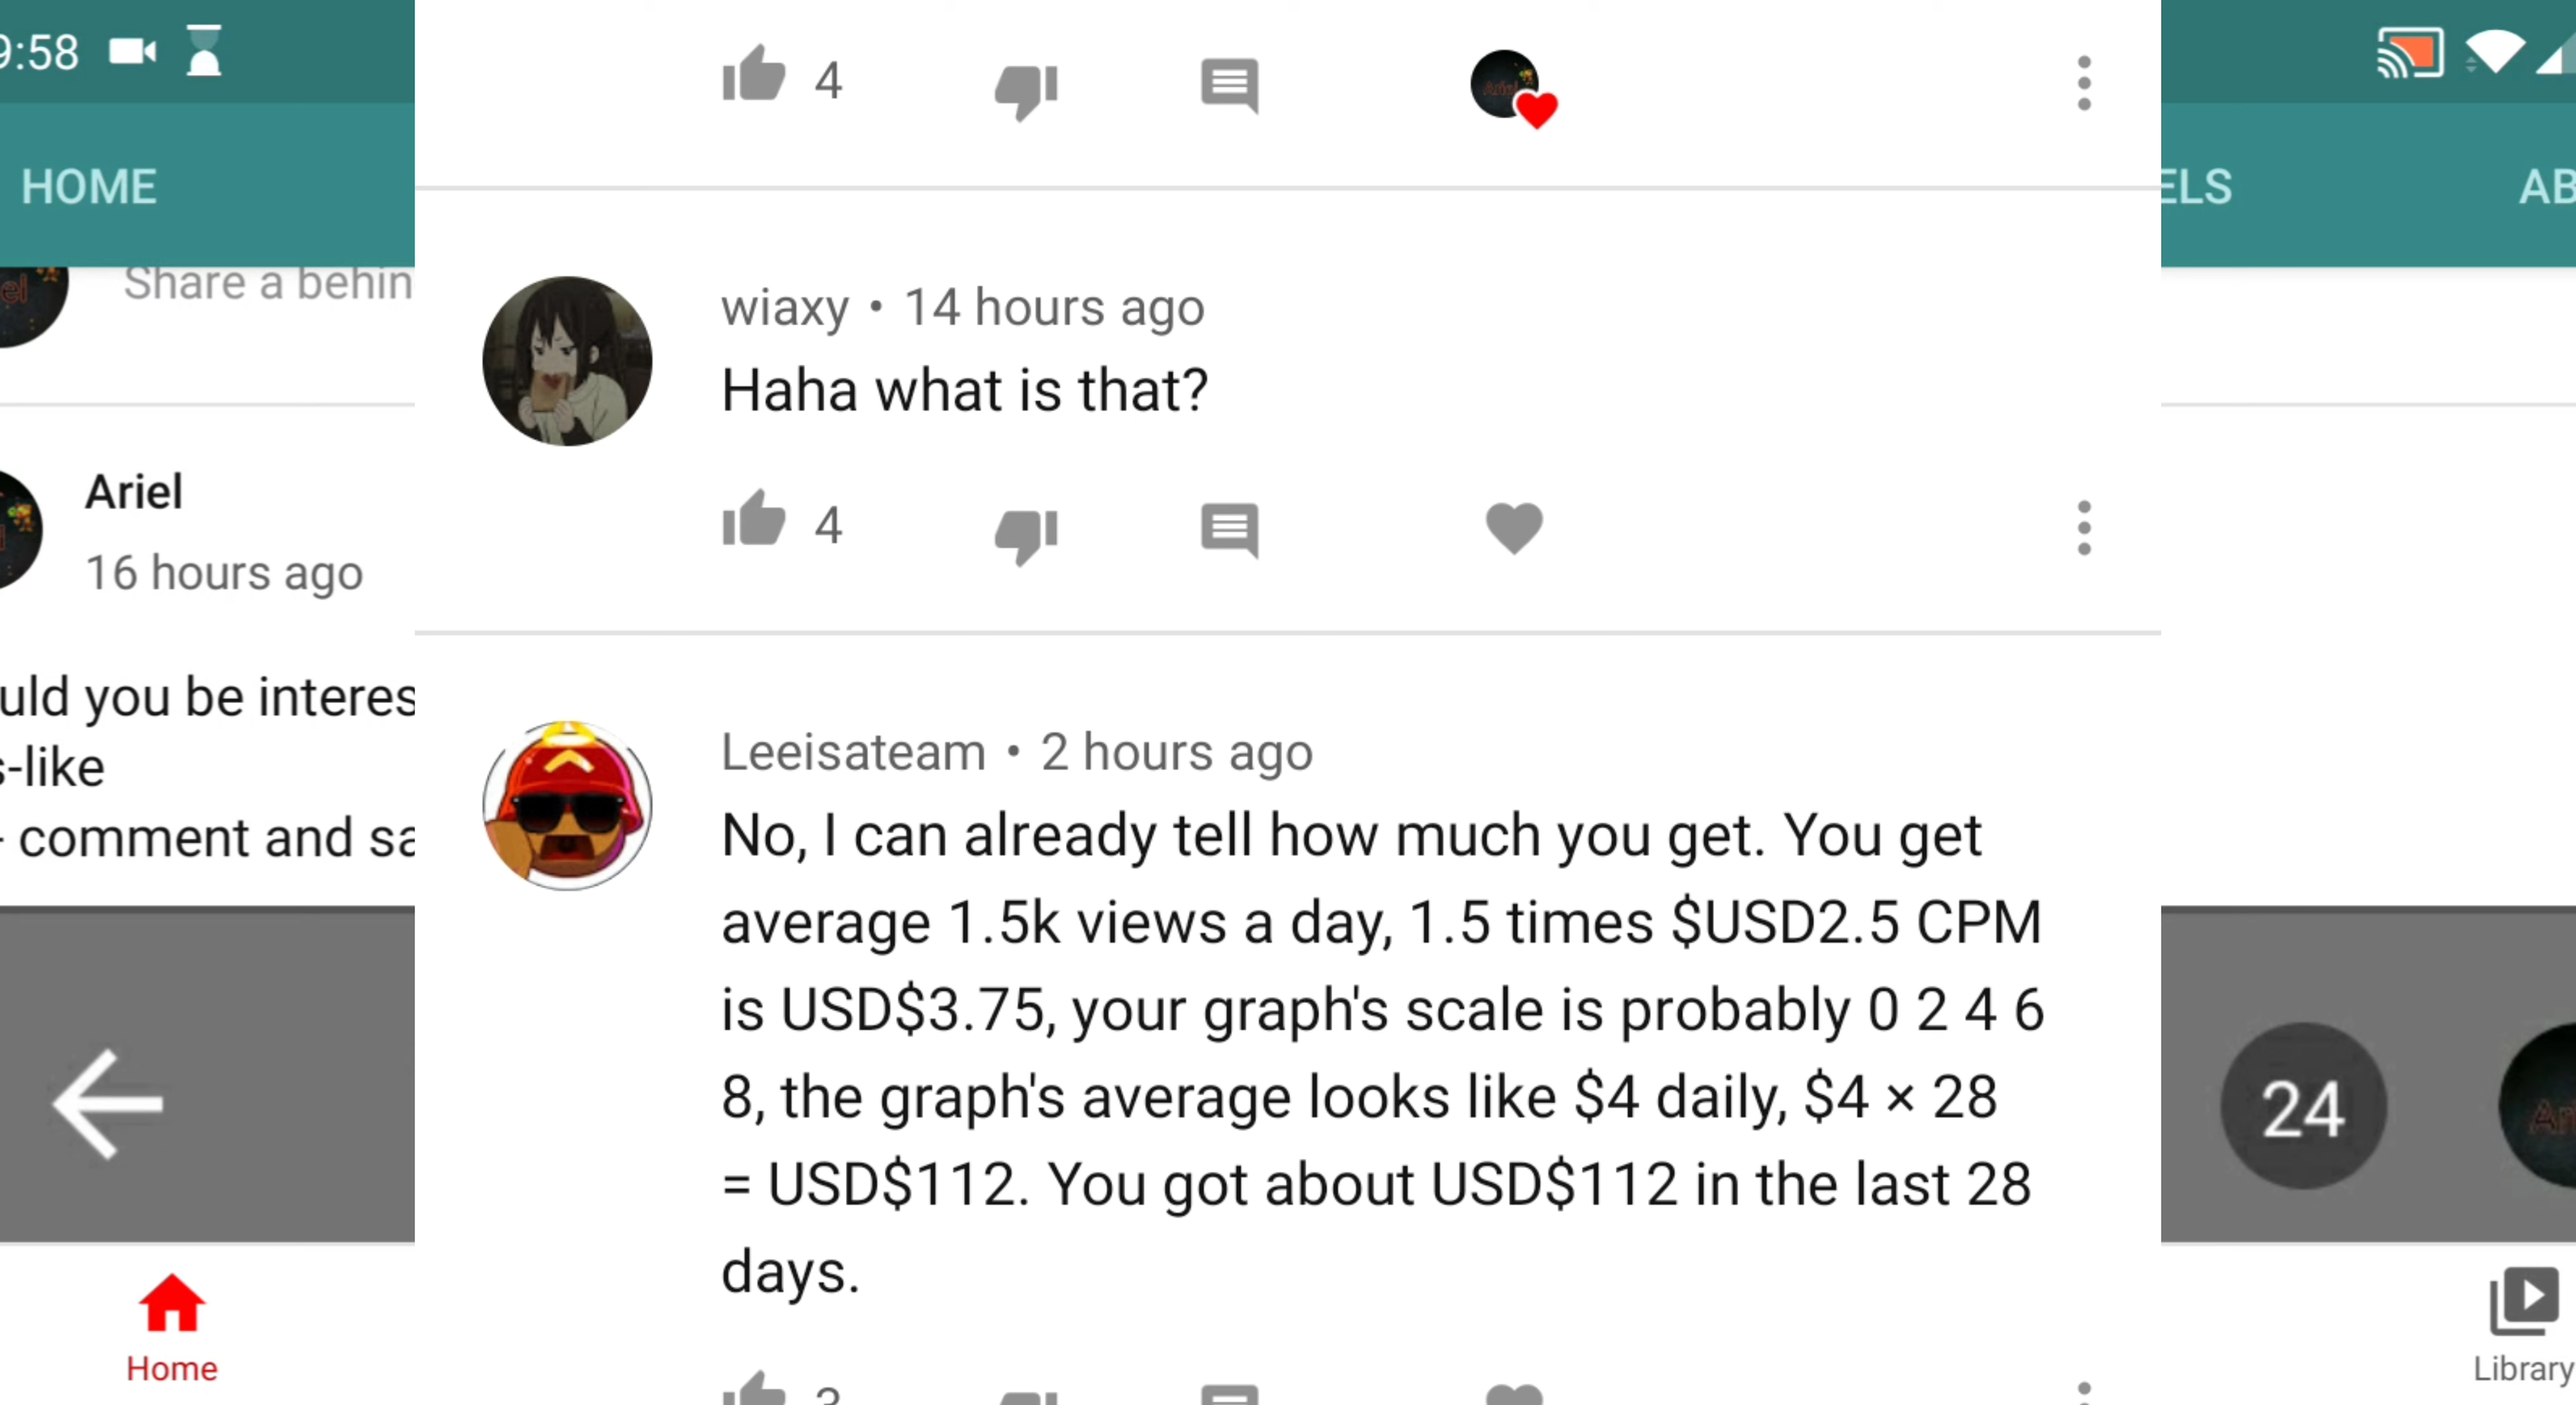 9:58
HOME
ELS
AB
Share a behin
Ariel
16 hours ago
uld you be interes
s-like
comment and sa
24
Home
Library
4
wiaxy • 14 hours ago
Haha what is that?
4
Leeisateam • 2 hours ago
No, I can already tell how much you get. You get
average 1.5k views a day, 1.5 times $USD2.5 CPM
is USD$3.75, your graph's scale is probably 0 2 4 6
8, the graph's average looks like $4 daily, $4 × 28
= USD$112. You got about USD$112 in the last 28
days.
3